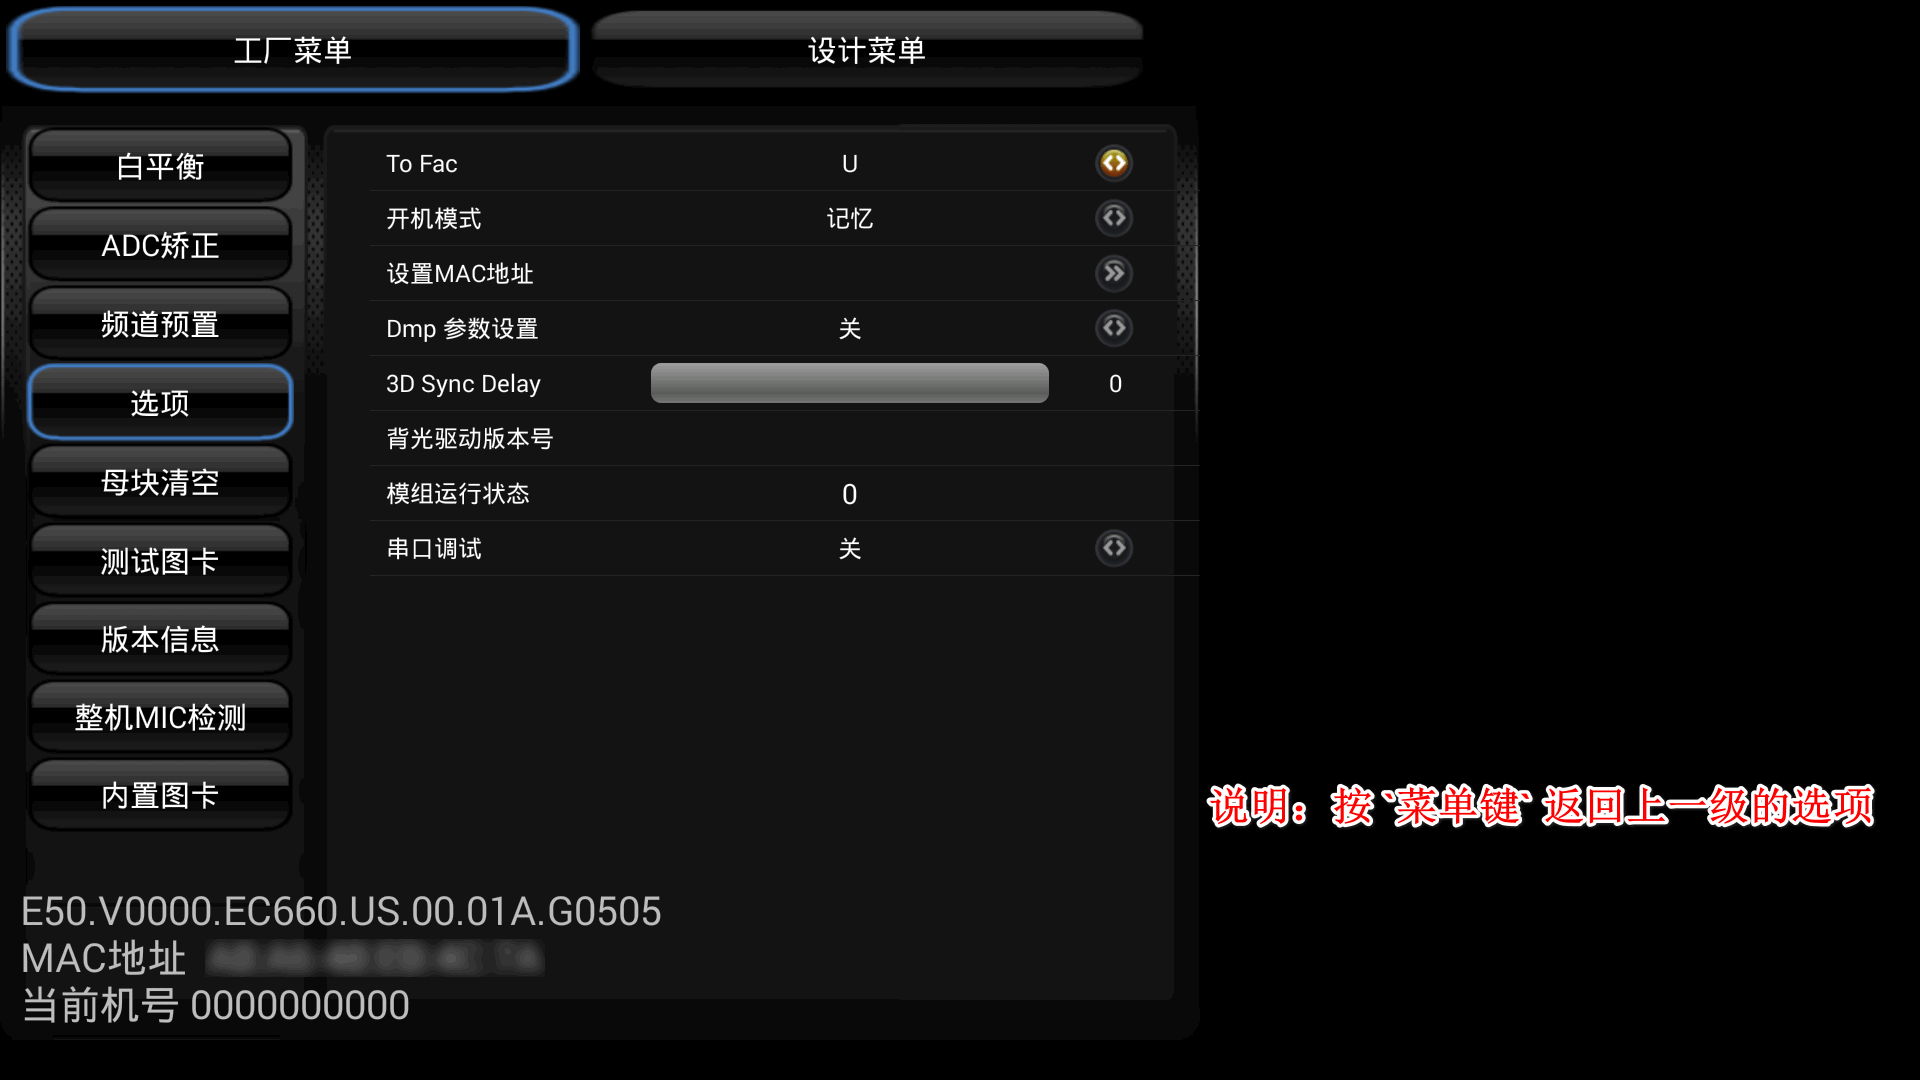 工厂菜单
设计菜单
白平衡
ADC矫正
频道预置
选项
母块清空
测试图卡
版本信息
整机MIC检测
内置图卡
To Fac U
开机模式 记忆
设置MAC地址
Dmp 参数设置 关
3D Sync Delay 0
背光驱动版本号
模组运行状态 0
串口调试 关
说明：按 `菜单键` 返回上一级的选项
E50.V0000.EC660.US.00.01A.G0505
MAC地址
当前机号 0000000000